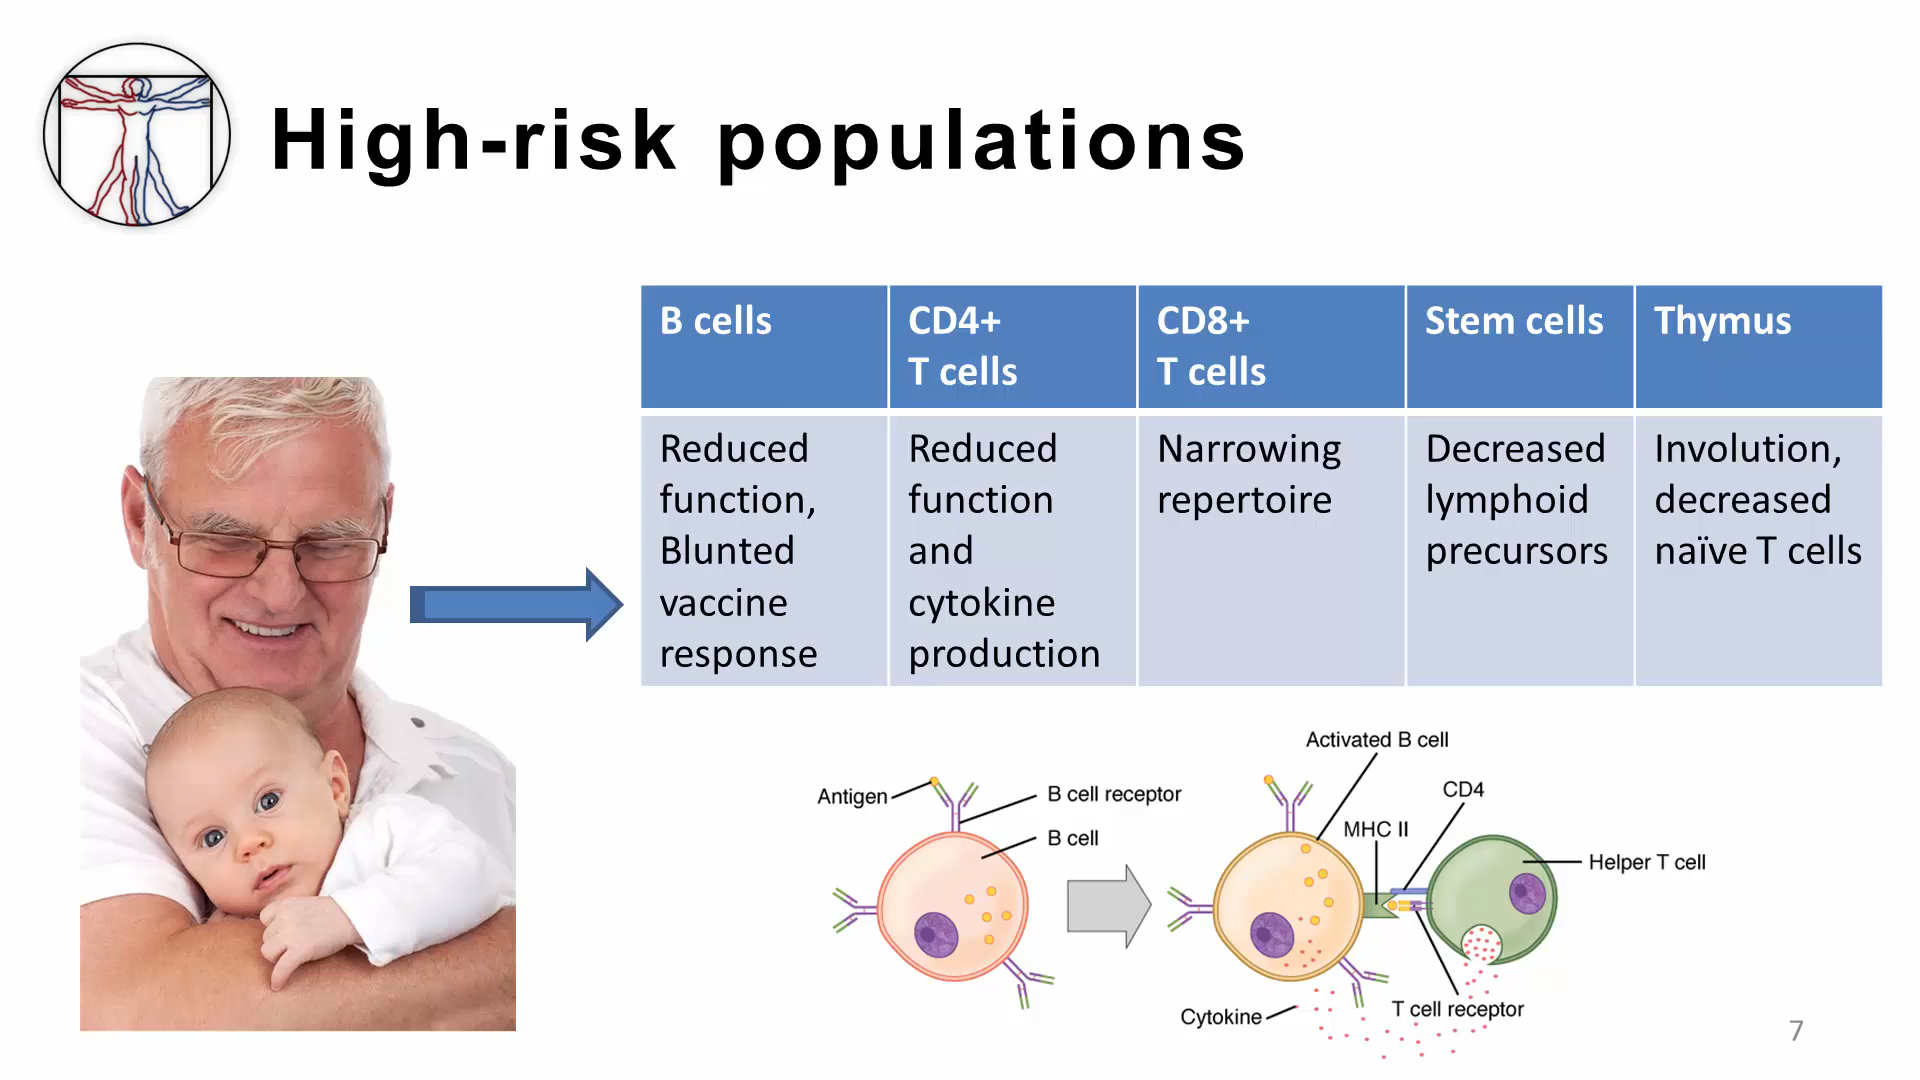 High-risk populations
B cells
CD4+
T cells
CD8+
T cells
Stem cells
Thymus
Reduced
function,
Blunted
vaccine
response
Reduced
function
and
cytokine
production
Narrowing
repertoire
Decreased
lymphoid
precursors
Involution,
decreased
naïve T cells
Antigen
B cell receptor
B cell
Activated B cell
CD4
MHC II
Helper T cell
T cell receptor
Cytokine
7